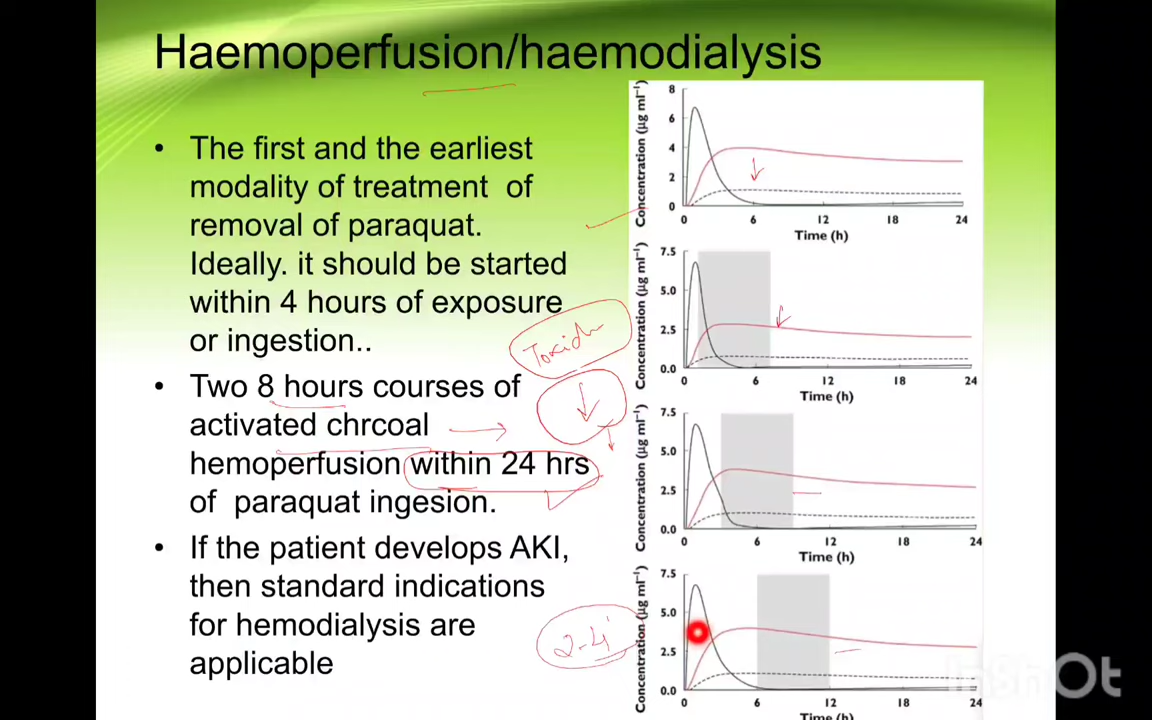 Haemoperfusion/haemodialysis
• The first and the earliest
modality of treatment of
removal of paraquat.
Ideally. it should be started
within 4 hours of exposure
or ingestion..
• Two 8 hours courses of
activated chrcoal
hemoperfusion within 24 hrs
of paraquat ingesion.
• If the patient develops AKI,
then standard indications
for hemodialysis are
applicable
2-4
Concentration (µg ml⁻¹)
8
6
4
2
0
0 6 12 18 24
Time (h)
Concentration (µg ml⁻¹)
7.5
5.0
2.5
0.0
0 6 12 18 24
Time (h)
Concentration (µg ml⁻¹)
7.5
5.0
2.5
0.0
0 6 12 18 24
Time (h)
Concentration (µg ml⁻¹)
7.5
5.0
2.5
0.0
0 6 12 18 24
Time (h)
InShOt